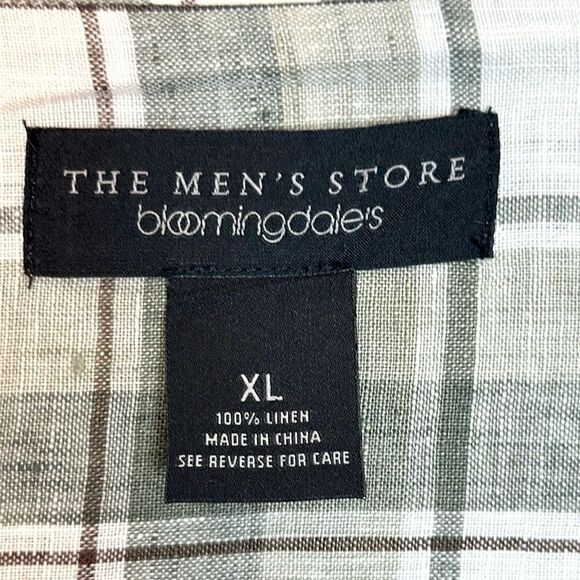 THE MEN'S STORE
bloomingdale's
XL
100% LINEN
MADE IN CHINA
SEE REVERSE FOR CARE